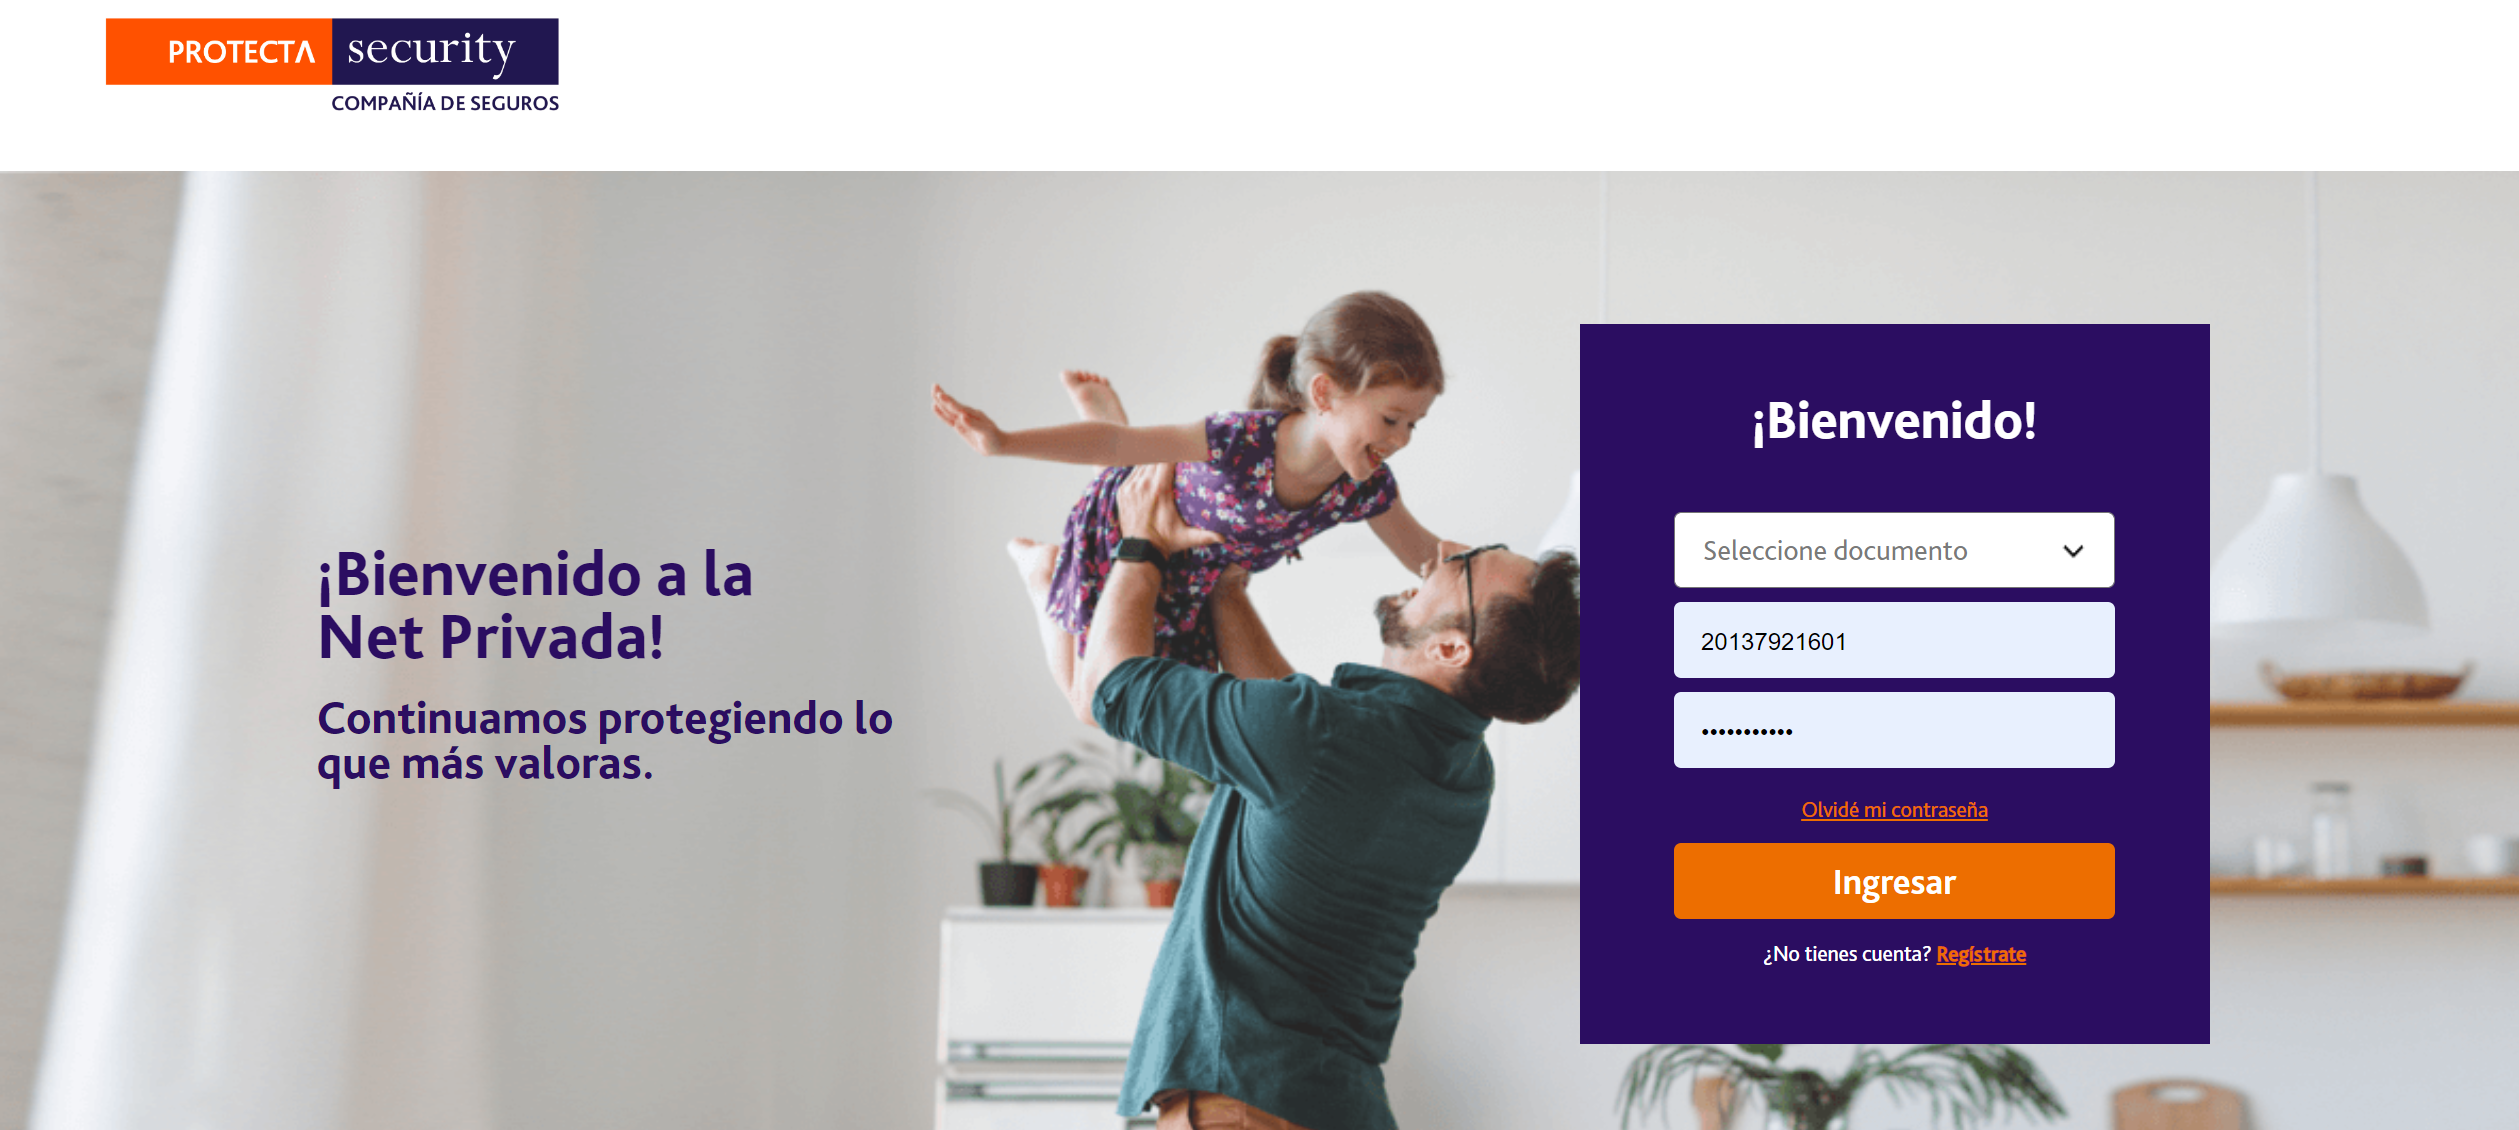 PROTECTA security
COMPAÑÍA DE SEGUROS
¡Bienvenido a la
Net Privada!
Continuamos protegiendo lo
que más valoras.
¡Bienvenido!
Seleccione documento
20137921601
•••••••••••
Olvidé mi contraseña
Ingresar
¿No tienes cuenta? Regístrate